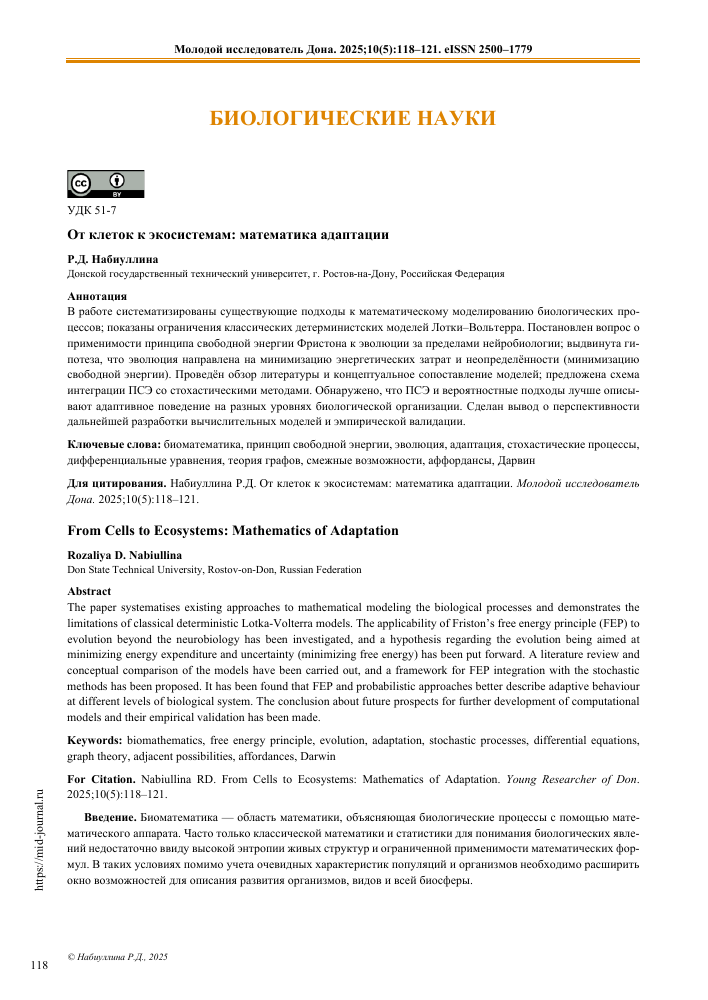 Молодой исследователь Дона. 2025;10(5):118–121. eISSN 2500–1779
БИОЛОГИЧЕСКИЕ НАУКИ
cc
BY
УДК 51-7
От клеток к экосистемам: математика адаптации
Р.Д. Набиуллина
Донской государственный технический университет, г. Ростов-на-Дону, Российская Федерация
Аннотация
В работе систематизированы существующие подходы к математическому моделированию биологических про-
цессов; показаны ограничения классических детерминистских моделей Лотки–Вольтерра. Постановлен вопрос о
применимости принципа свободной энергии Фристона к эволюции за пределами нейробиологии; выдвинута ги-
потеза, что эволюция направлена на минимизацию энергетических затрат и неопределённости (минимизацию
свободной энергии). Проведён обзор литературы и концептуальное сопоставление моделей; предложена схема
интеграции ПСЭ со стохастическими методами. Обнаружено, что ПСЭ и вероятностные подходы лучше описы-
вают адаптивное поведение на разных уровнях биологической организации. Сделан вывод о перспективности
дальнейшей разработки вычислительных моделей и эмпирической валидации.
Ключевые слова: биоматематика, принцип свободной энергии, эволюция, адаптация, стохастические процессы,
дифференциальные уравнения, теория графов, смежные возможности, аффордансы, Дарвин
Для цитирования. Набиуллина Р.Д. От клеток к экосистемам: математика адаптации. Молодой исследователь
Дона. 2025;10(5):118–121.
From Cells to Ecosystems: Mathematics of Adaptation
Rozaliya D. Nabiullina
Don State Technical University, Rostov-on-Don, Russian Federation
Abstract
The paper systematises existing approaches to mathematical modeling the biological processes and demonstrates the
limitations of classical deterministic Lotka-Volterra models. The applicability of Friston’s free energy principle (FEP) to
evolution beyond the neurobiology has been investigated, and a hypothesis regarding the evolution being aimed at
minimizing energy expenditure and uncertainty (minimizing free energy) has been put forward. A literature review and
conceptual comparison of the models have been carried out, and a framework for FEP integration with the stochastic
methods has been proposed. It has been found that FEP and probabilistic approaches better describe adaptive behaviour
at different levels of biological system. The conclusion about future prospects for further development of computational
models and their empirical validation has been made.
Keywords: biomathematics, free energy principle, evolution, adaptation, stochastic processes, differential equations,
graph theory, adjacent possibilities, affordances, Darwin
For Citation. Nabiullina RD. From Cells to Ecosystems: Mathematics of Adaptation. Young Researcher of Don.
2025;10(5):118–121.
Введение. Биоматематика — область математики, объясняющая биологические процессы с помощью мате-
матического аппарата. Часто только классической математики и статистики для понимания биологических явле-
ний недостаточно ввиду высокой энтропии живых структур и ограниченной применимости математических фор-
мул. В таких условиях помимо учета очевидных характеристик популяций и организмов необходимо расширить
окно возможностей для описания развития организмов, видов и всей биосферы.
https://mid-journal.ru
© Набиуллина Р.Д., 2025
118